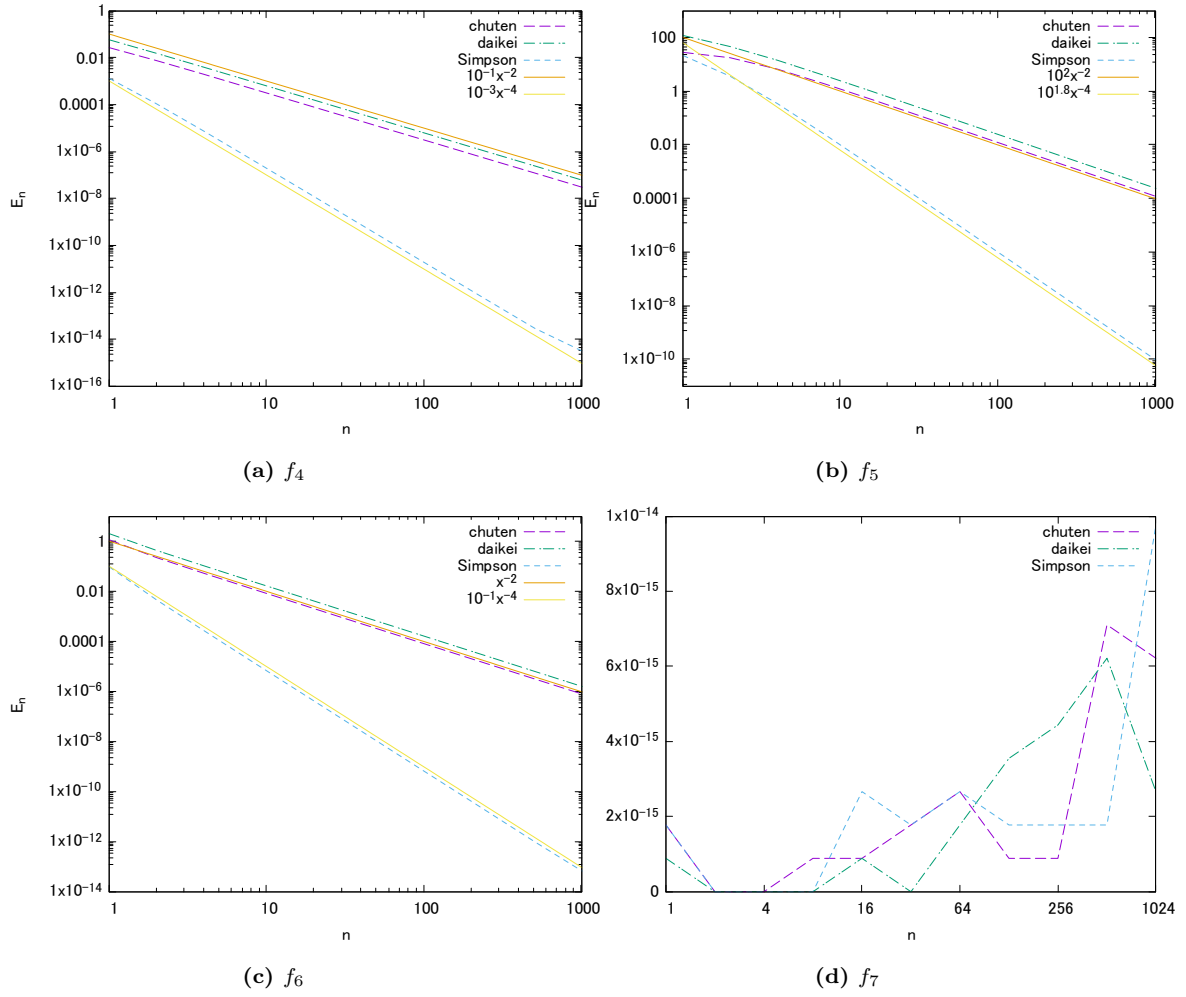 1
0.01
0.0001
1x10⁻⁶
1x10⁻⁸
1x10⁻¹⁰
1x10⁻¹²
1x10⁻¹⁴
1x10⁻¹⁶
Eₙ
1 10 100 1000
n
chuten
daikei
Simpson
10⁻¹x⁻²
10⁻³x⁻⁴
(a) f₄
100
1
0.01
0.0001
1x10⁻⁶
1x10⁻⁸
1x10⁻¹⁰
Eₙ
1 10 100 1000
n
chuten
daikei
Simpson
10²x⁻²
10¹·⁸x⁻⁴
(b) f₅
1
0.01
0.0001
1x10⁻⁶
1x10⁻⁸
1x10⁻¹⁰
1x10⁻¹²
1x10⁻¹⁴
Eₙ
1 10 100 1000
n
chuten
daikei
Simpson
x⁻²
10⁻¹x⁻⁴
(c) f₆
1x10⁻¹⁴
8x10⁻¹⁵
6x10⁻¹⁵
4x10⁻¹⁵
2x10⁻¹⁵
0
1 4 16 64 256 1024
n
chuten
daikei
Simpson
(d) f₇